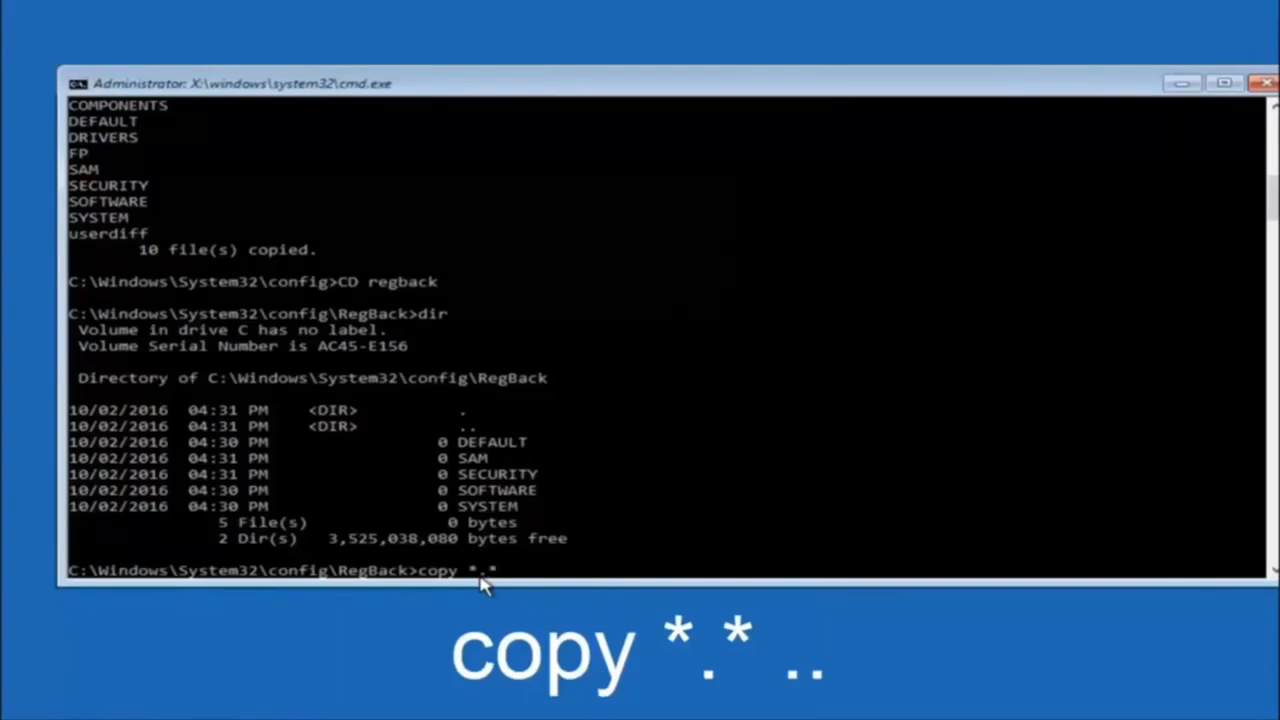 Administrator: X:\windows\system32\cmd.exe
COMPONENTS
DEFAULT
DRIVERS
FP
SAM
SECURITY
SOFTWARE
SYSTEM
userdiff
10 file(s) copied.
C:\Windows\System32\config>CD regback
C:\Windows\System32\config\RegBack>dir
Volume in drive C has no label.
Volume Serial Number is AC45-E156
Directory of C:\Windows\System32\config\RegBack
10/02/2016 04:31 PM <DIR> .
10/02/2016 04:31 PM <DIR> ..
10/02/2016 04:30 PM 0 DEFAULT
10/02/2016 04:31 PM 0 SAM
10/02/2016 04:31 PM 0 SECURITY
10/02/2016 04:30 PM 0 SOFTWARE
10/02/2016 04:30 PM 0 SYSTEM
5 File(s) 0 bytes
2 Dir(s) 3,525,038,080 bytes free
C:\Windows\System32\config\RegBack>copy *.*
copy *.* ..